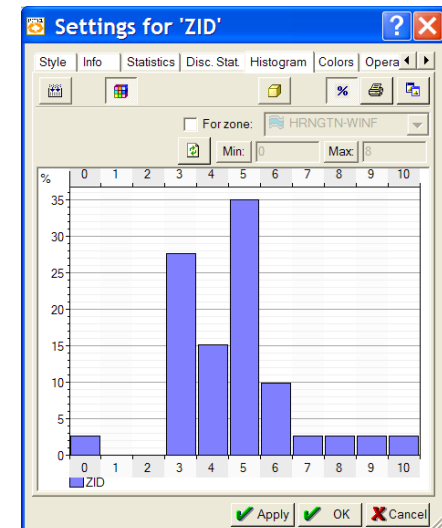 Settings for 'ZID'
Style Info Statistics Disc. Stat. Histogram Colors Opera
%
For zone: HRNGTN-WINF
Min: 0 Max: 8
% 0 1 2 3 4 5 6 7 8 9 10
35
30
25
20
15
10
5
0
0 1 2 3 4 5 6 7 8 9 10
ZID
Apply OK Cancel